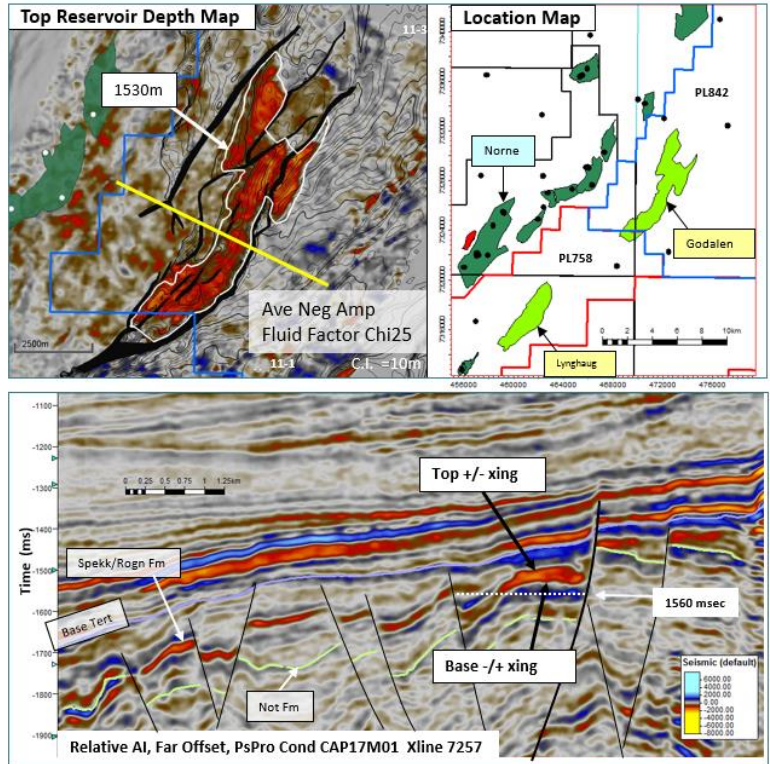 Top Reservoir Depth Map
11-3
1530m
Ave Neg Amp
Fluid Factor Chi25
2500m
11-1
C.I. =10m
Location Map
PL842
Norne
Godalen
PL758
Lynghaug
0 2 4 6 8 10km
456000 460000 464000 468000 472000 476000
7340000
7332000
7328000
7324000
7320000
-1100
-1200
-1300
-1400
-1500
-1600
-1700
-1800
-1900
Time (ms)
0 0.25 0.5 0.75 1 1.25km
Top +/- xing
Spekk/Rogn Fm
1560 msec
Base Tert
Base -/+ xing
Not Fm
Seismic (default)
6000.00
4000.00
2000.00
0.00
-2000.00
-4000.00
-6000.00
-8000.00
Relative AI, Far Offset, PsPro Cond CAP17M01 Xline 7257